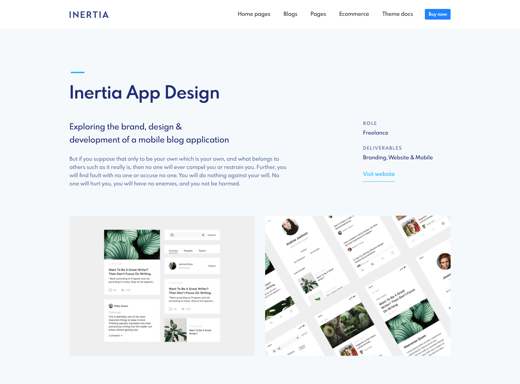 INERTIA
Home pages
Blogs
Pages
Ecommerce
Theme docs
Buy now
Inertia App Design
Exploring the brand, design &
development of a mobile blog application
But if you suppose that only to be your own which is your own, and what belongs to
others such as it really is, then no one will ever compel you or restrain you. Further, you
will find fault with no one or accuse no one. You will do nothing against your will. No
one will hurt you, you will have no enemies, and you not be harmed.
ROLE
Freelance
DELIVERABLES
Branding, Website & Mobile
Visit website
Want To Be A Great Writer?
Then Don't Focus On Writing.
Want To Be A Great Writer?
Then Don't Focus On Writing.